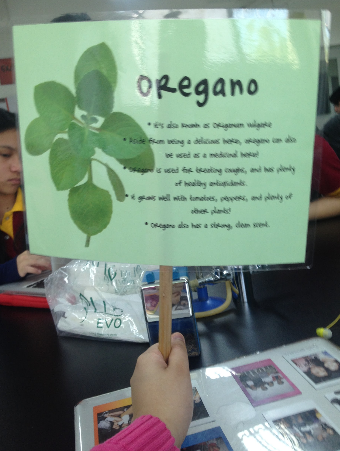 Oregano
* It's also known as Origanum Vulgare
* Aside from being a delicious herb, oregano can also
be used as a medicinal herb!
* Oregano is used for treating coughs, and has plenty
of healthy antioxidants.
* It grows well with tomatoes, peppers, and plenty of
other plants!
* Oregano also has a strong, clean scent.
EVO